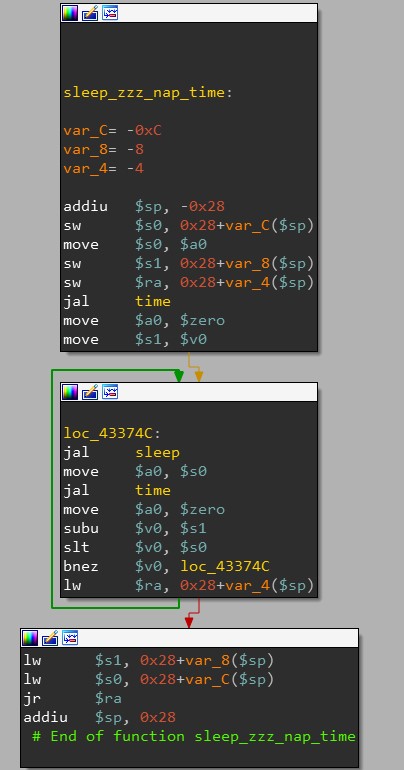 sleep_zzz_nap_time:
var_C= -0xC
var_8= -8
var_4= -4
addiu $sp, -0x28
sw $s0, 0x28+var_C($sp)
move $s0, $a0
sw $s1, 0x28+var_8($sp)
sw $ra, 0x28+var_4($sp)
jal time
move $a0, $zero
move $s1, $v0
loc_43374C:
jal sleep
move $a0, $s0
jal time
move $a0, $zero
subu $v0, $s1
slt $v0, $s0
bnez $v0, loc_43374C
lw $ra, 0x28+var_4($sp)
lw $s1, 0x28+var_8($sp)
lw $s0, 0x28+var_C($sp)
jr $ra
addiu $sp, 0x28
# End of function sleep_zzz_nap_time